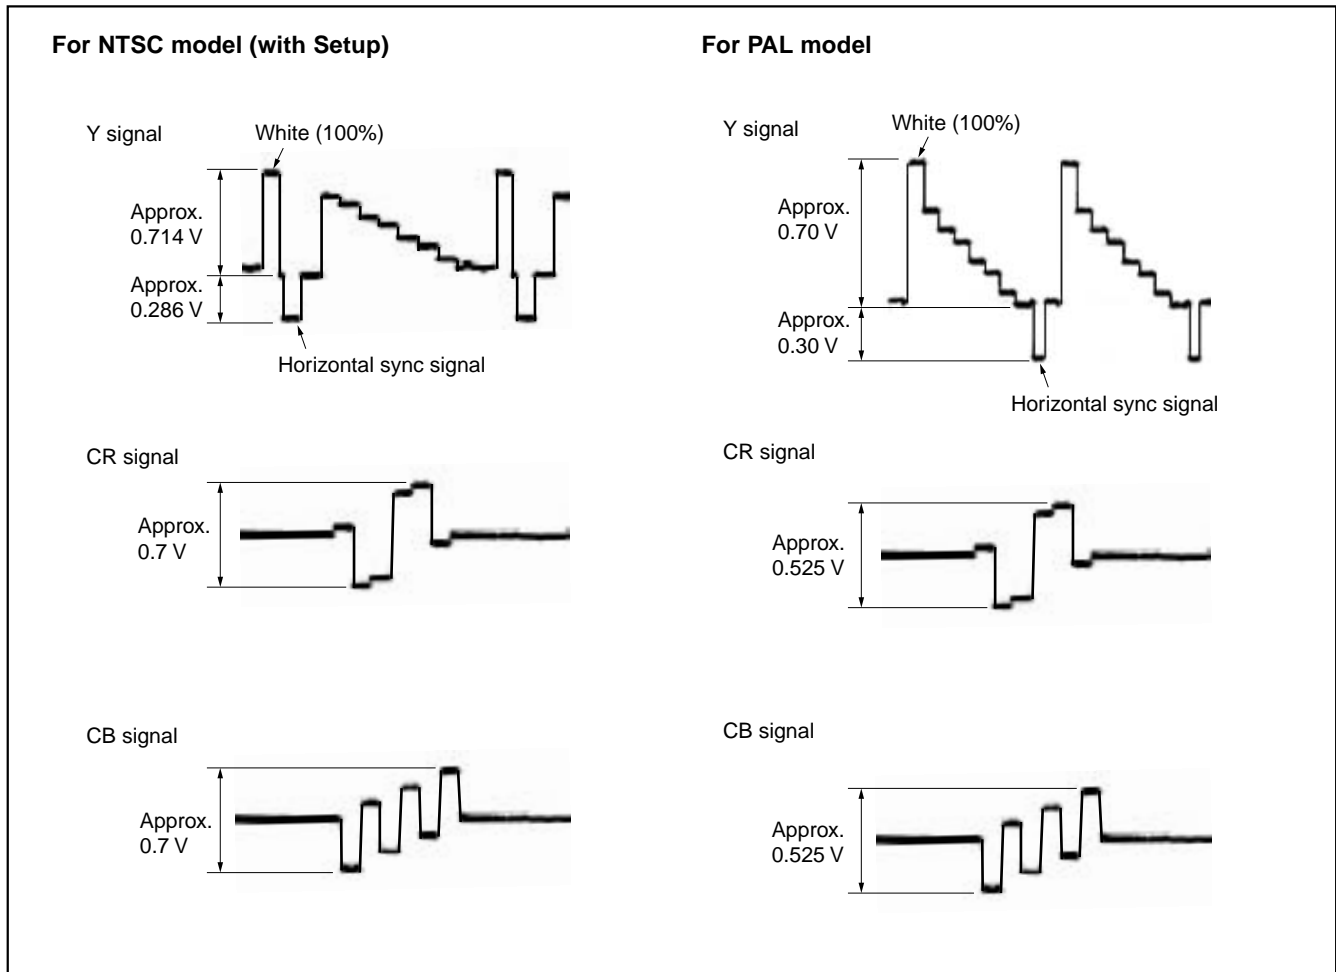 For NTSC model (with Setup)
Y signal
White (100%)
Approx.
0.714 V
Approx.
0.286 V
Horizontal sync signal
CR signal
Approx.
0.7 V
CB signal
Approx.
0.7 V
For PAL model
Y signal
White (100%)
Approx.
0.70 V
Approx.
0.30 V
Horizontal sync signal
CR signal
Approx.
0.525 V
CB signal
Approx.
0.525 V